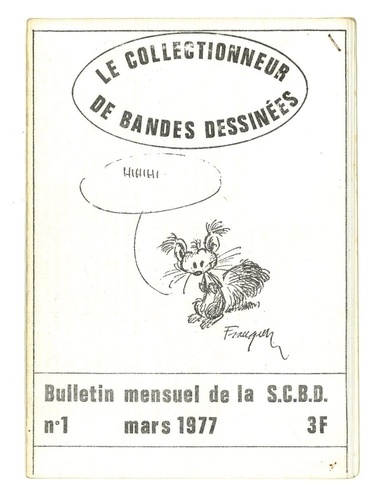 LE COLLECTIONNEUR
DE BANDES DESSINÉES
HIHIHI
Franquin
Bulletin mensuel de la S.C.B.D.
n°1 mars 1977 3F